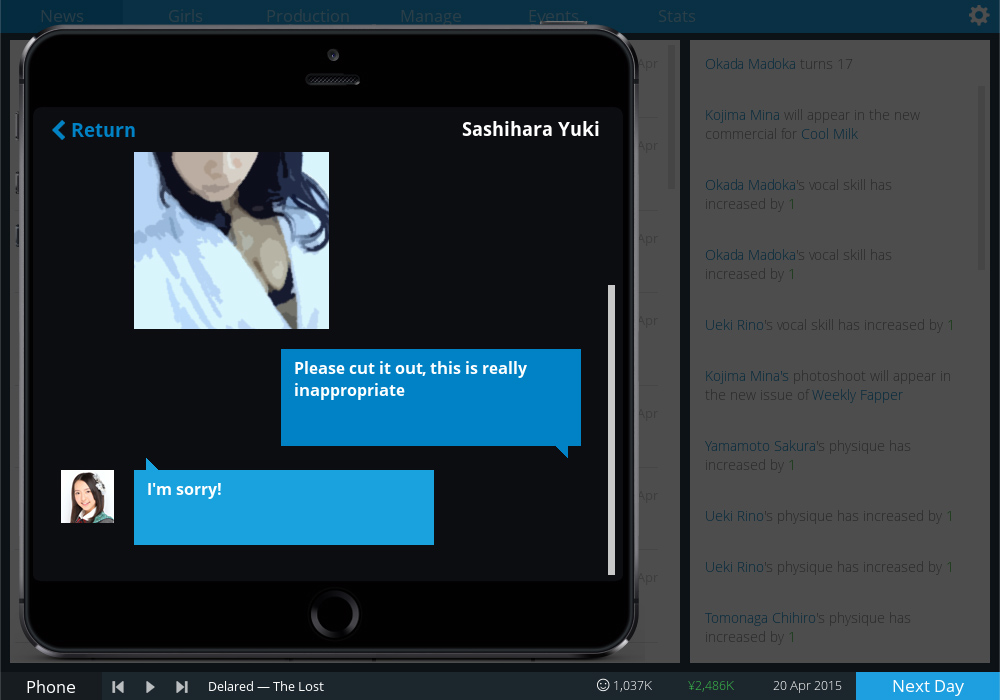 News Girls Production Manage Events Stats
Return
Sashihara Yuki
Please cut it out, this is really
inappropriate
I'm sorry!
Apr
Apr
Apr
Apr
Apr
Apr
Apr
Okada Madoka turns 17
Kojima Mina will appear in the new
commercial for Cool Milk
Okada Madoka's vocal skill has
increased by 1
Okada Madoka's vocal skill has
increased by 1
Ueki Rino's vocal skill has increased by 1
Kojima Mina's photoshoot will appear in
the new issue of Weekly Fapper
Yamamoto Sakura's physique has
increased by 1
Ueki Rino's physique has increased by 1
Ueki Rino's physique has increased by 1
Tomonaga Chihiro's physique has
increased by 1
Phone Delared — The Lost 1,037K ¥2,486K 20 Apr 2015 Next Day